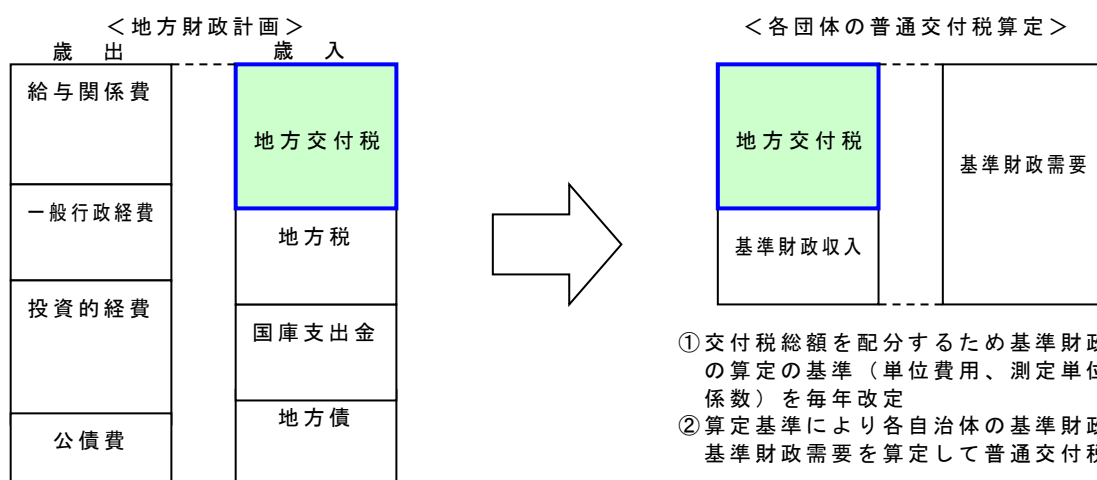 ＜地方財政計画＞
歳　出
歳　入
給与関係費
一般行政経費
投資的経費
公債費
地方交付税
地方税
国庫支出金
地方債
＜各団体の普通交付税算定＞
地方交付税
基準財政収入
基準財政需要
①交付税総額を配分するため基準財政
の算定の基準（単位費用、測定単位
係数）を毎年改定
②算定基準により各自治体の基準財政
基準財政需要を算定して普通交付税